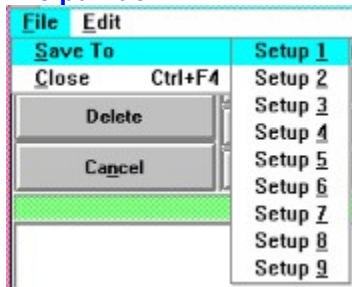 File Edit
Save To
Close Ctrl+F4
Delete
Cancel
Setup 1
Setup 2
Setup 3
Setup 4
Setup 5
Setup 6
Setup 7
Setup 8
Setup 9